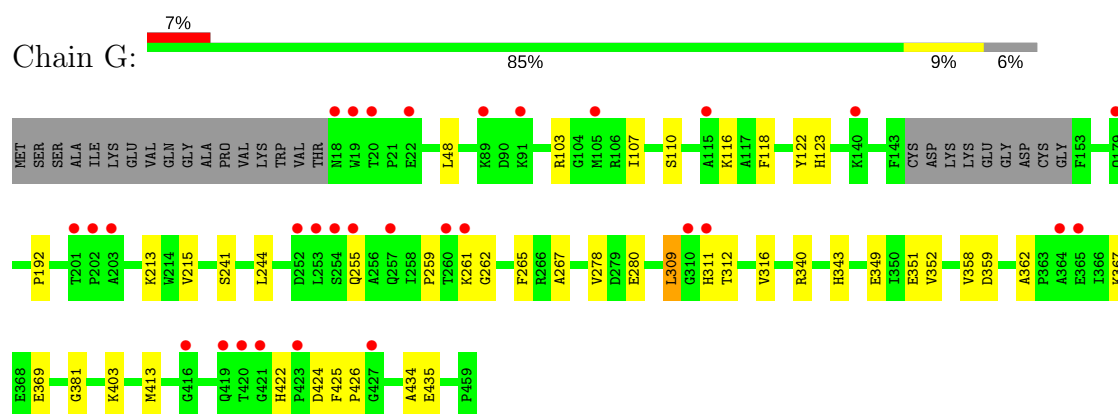 7%
Chain G:
85% 9% 6%
MET SER SER ALA ILE LYS GLU VAL GLN GLY ALA PRO VAL LYS TRP VAL THR N18 W19 T20 P21 E22 L48 K89 D90 K91 R103 G104 M105 R106 I107 S110 A115 K116 A117 F118 Y122 H123 K140 F143 CYS ASP LYS LYS GLU GLY ASP CYS GLY F153
P192 T201 P202 A203 K213 W214 V215 S241 L244 D252 L253 S254 Q255 A256 Q257 I258 P259 T260 K261 G262 F265 R266 A267 V278 D279 E280 L309 G310 H311 T312 V316 R340 H343 E349 I350 E351 V352 V358 D359 A362 P363 E364 E365 I366 K367
E368 E369 G381 K403 M413 G416 Q419 T420 G421 H422 P423 D424 F425 P426 G427 A434 E435 P459